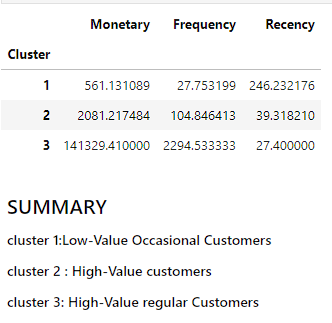 Monetary Frequency Recency
Cluster
1 561.131089 27.753199 246.232176
2 2081.217484 104.846413 39.318210
3 141329.410000 2294.533333 27.400000
SUMMARY
cluster 1:Low-Value Occasional Customers
cluster 2 : High-Value customers
cluster 3: High-Value regular Customers